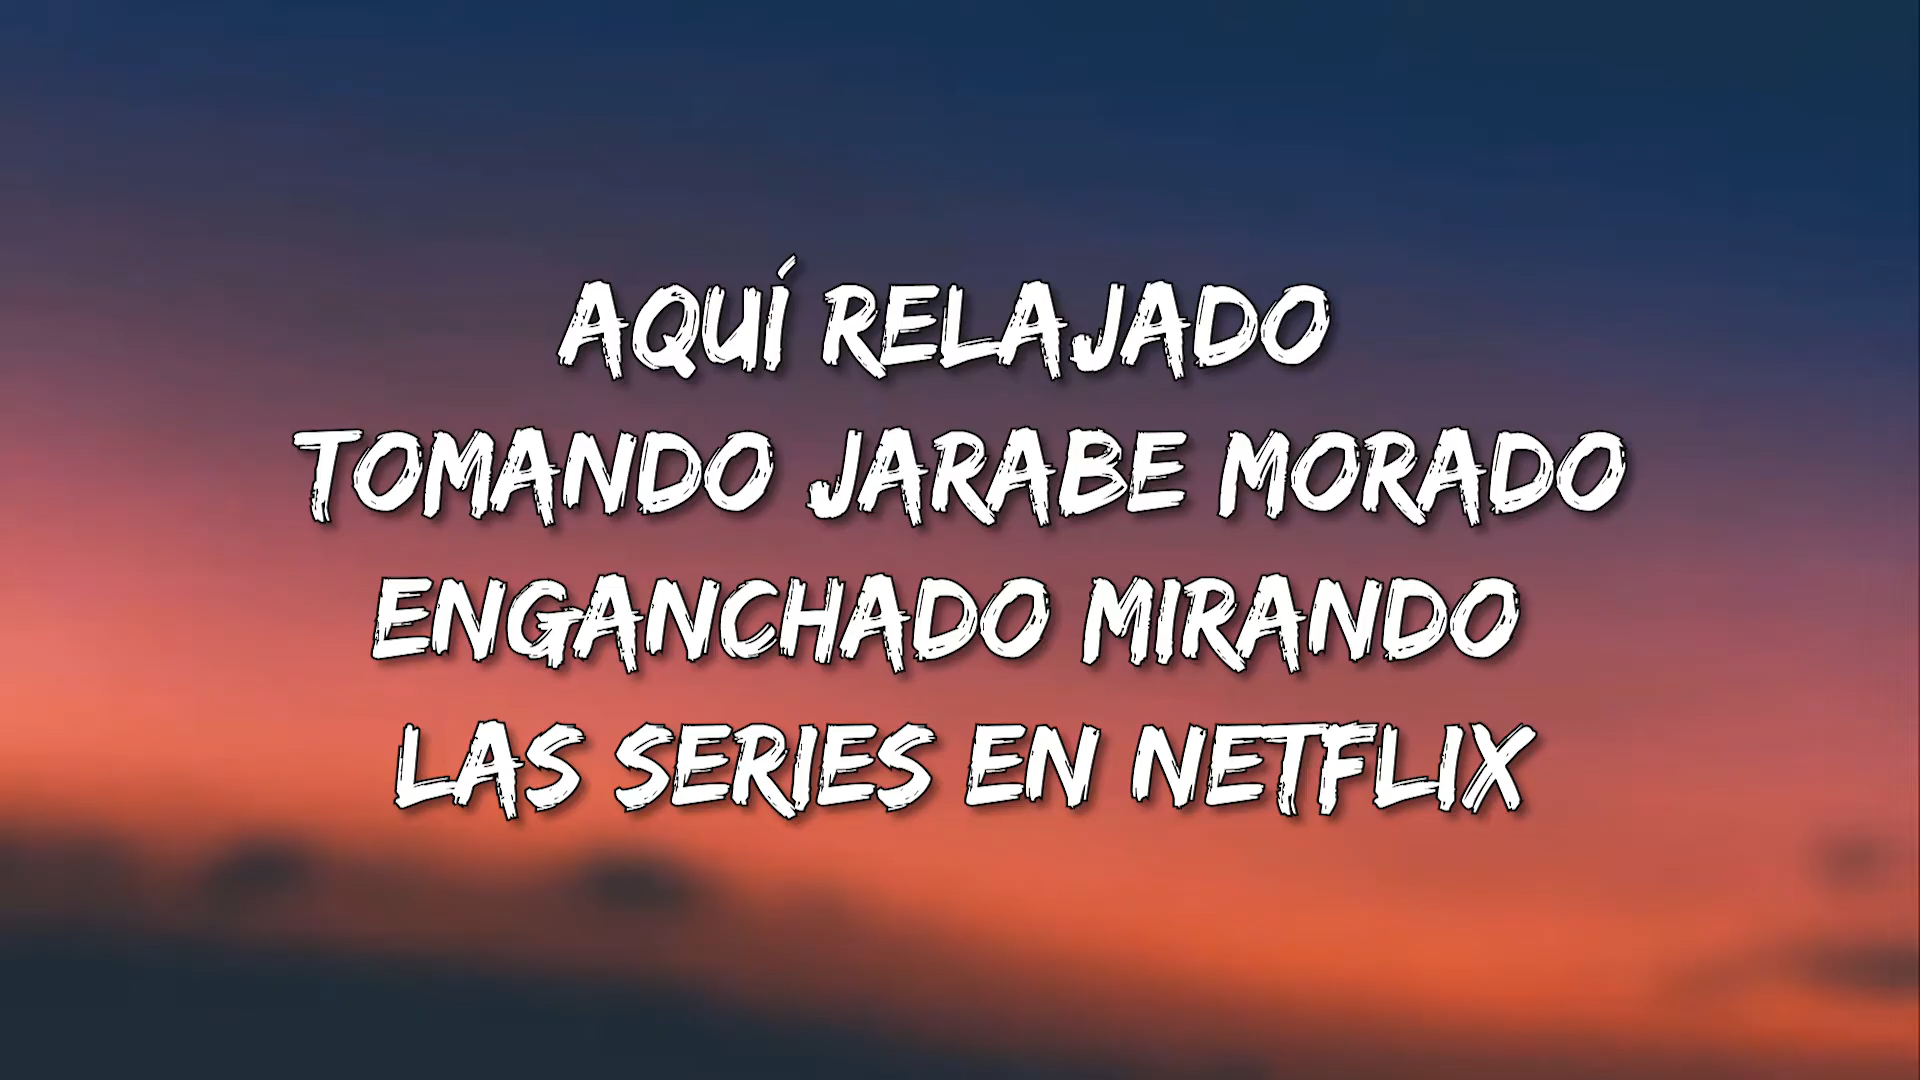 AQUÍ RELAJADO
TOMANDO JARABE MORADO
ENGANCHADO MIRANDO
LAS SERIES EN NETFLIX